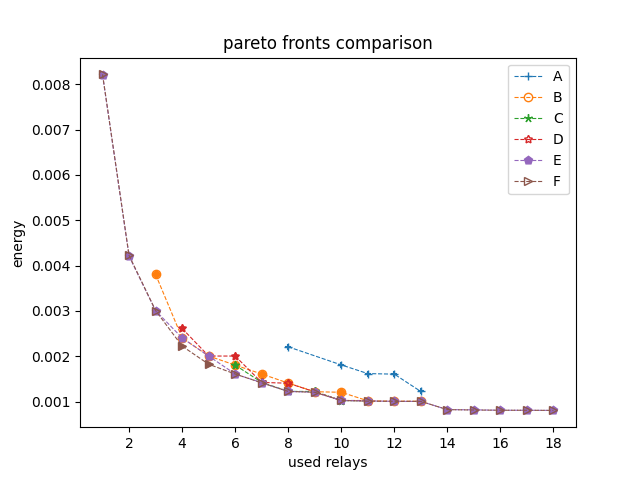 pareto fronts comparison
0.008
0.007
0.006
0.005
0.004
0.003
0.002
0.001
energy
A
B
C
D
E
F
2 4 6 8 10 12 14 16 18
used relays